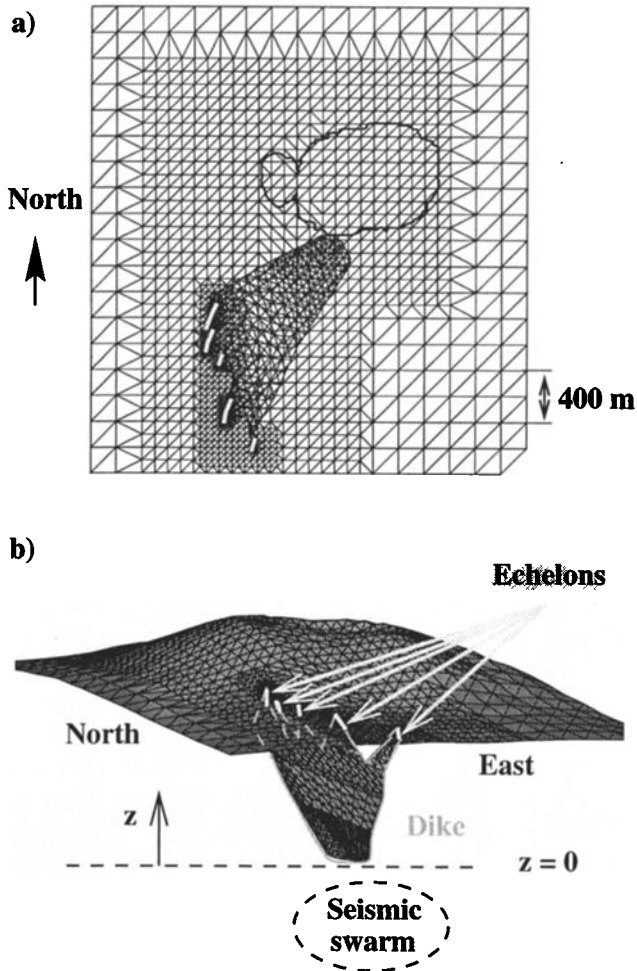 a)
North
400 m
b)
Echelons
North
East
z
Dike
z = 0
Seismic
swarm